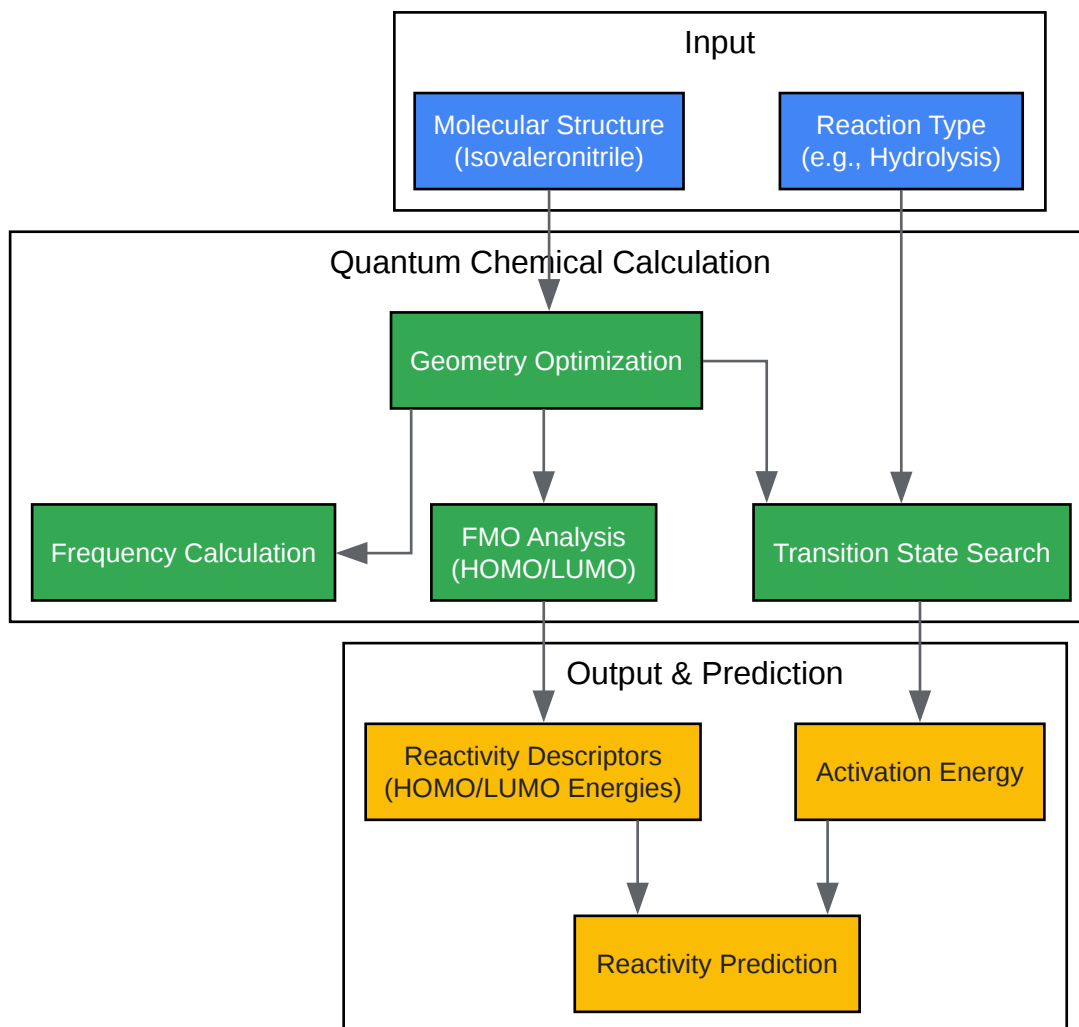 Input
Molecular Structure
(Isovaleronitrile)
Reaction Type
(e.g., Hydrolysis)
Quantum Chemical Calculation
Geometry Optimization
Frequency Calculation
FMO Analysis
(HOMO/LUMO)
Transition State Search
Output & Prediction
Reactivity Descriptors
(HOMO/LUMO Energies)
Activation Energy
Reactivity Prediction